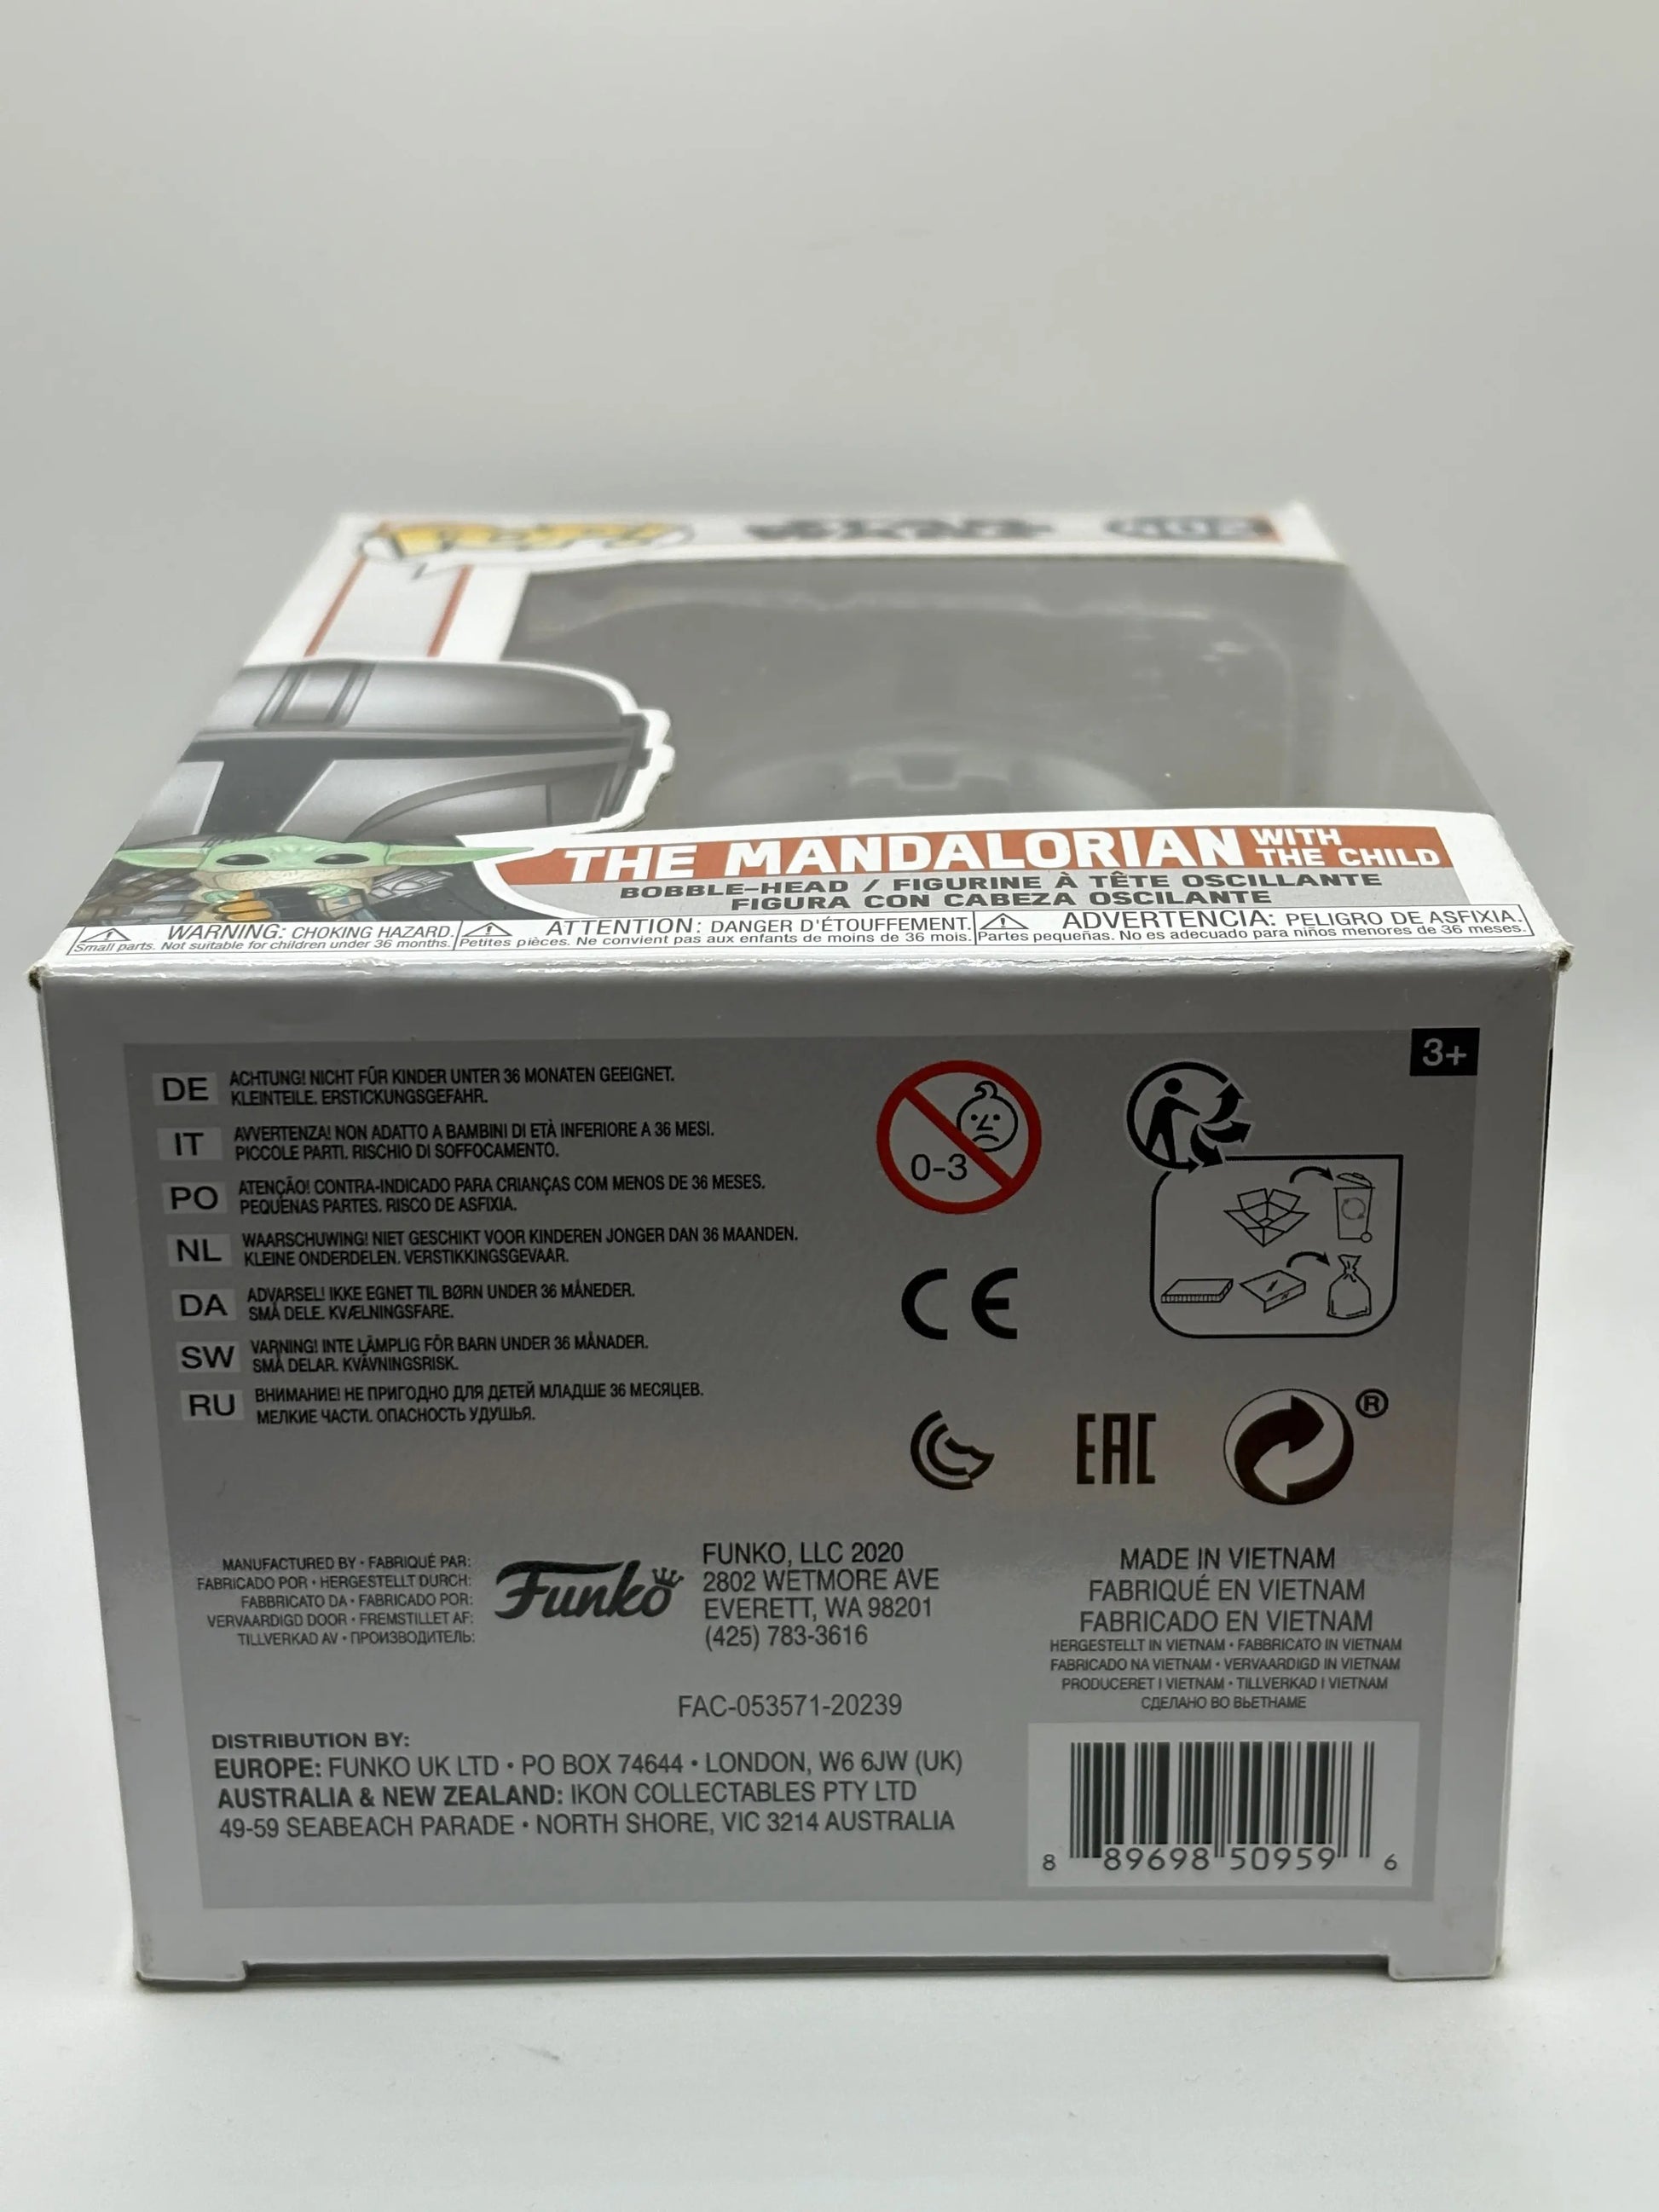 Pop!
STAR WARS
402
THE MANDALORIAN WITH THE CHILD
BOBBLE-HEAD / FIGURINE À TÊTE OSCILLANTE
FIGURA CON CABEZA OSCILANTE
WARNING: CHOKING HAZARD.
Small parts. Not suitable for children under 36 months.
ATTENTION: DANGER D'ÉTOUFFEMENT.
Petites pièces. Ne convient pas aux enfants de moins de 36 mois.
ADVERTENCIA: PELIGRO DE ASFIXIA.
Partes pequeñas. No es adecuado para niños menores de 36 meses.
3+
DE ACHTUNG! NICHT FÜR KINDER UNTER 36 MONATEN GEEIGNET.
KLEINTEILE. ERSTICKUNGSGEFAHR.
IT AVVERTENZA! NON ADATTO A BAMBINI DI ETÀ INFERIORE A 36 MESI.
PICCOLE PARTI. RISCHIO DI SOFFOCAMENTO.
PO ATENÇÃO! CONTRA-INDICADO PARA CRIANÇAS COM MENOS DE 36 MESES.
PEQUENAS PARTES. RISCO DE ASFIXIA.
NL WAARSCHUWING! NIET GESCHIKT VOOR KINDEREN JONGER DAN 36 MAANDEN.
KLEINE ONDERDELEN. VERSTIKKINGSGEVAAR.
DA ADVARSEL! IKKE EGNET TIL BØRN UNDER 36 MÅNEDER.
SMÅ DELE. KVÆLNINGSFARE.
SW VARNING! INTE LÄMPLIG FÖR BARN UNDER 36 MÅNADER.
SMÅ DELAR. KVÄVNINGSRISK.
RU ВНИМАНИЕ! НЕ ПРИГОДНО ДЛЯ ДЕТЕЙ МЛАДШЕ 36 МЕСЯЦЕВ.
МЕЛКИЕ ЧАСТИ. ОПАСНОСТЬ УДУШЬЯ.
0-3
CE
EAC
®
MANUFACTURED BY • FABRIQUÉ PAR:
FABRICADO POR • HERGESTELLT DURCH:
FABBRICATO DA • FABRICADO POR:
VERVAARDIGD DOOR • FREMSTILLET AF:
TILLVERKAD AV • ПРОИЗВОДИТЕЛЬ:
Funko
FUNKO, LLC 2020
2802 WETMORE AVE
EVERETT, WA 98201
(425) 783-3616
MADE IN VIETNAM
FABRIQUÉ EN VIETNAM
FABRICADO EN VIETNAM
HERGESTELLT IN VIETNAM • FABBRICATO IN VIETNAM
FABRICADO NA VIETNAM • VERVAARDIGD IN VIETNAM
PRODUCERET I VIETNAM • TILLVERKAD I VIETNAM
СДЕЛАНО ВО ВЬЕТНАМЕ
FAC-053571-20239
DISTRIBUTION BY:
EUROPE: FUNKO UK LTD • PO BOX 74644 • LONDON, W6 6JW (UK)
AUSTRALIA & NEW ZEALAND: IKON COLLECTABLES PTY LTD
49-59 SEABEACH PARADE • NORTH SHORE, VIC 3214 AUSTRALIA
8 89698 50959 6